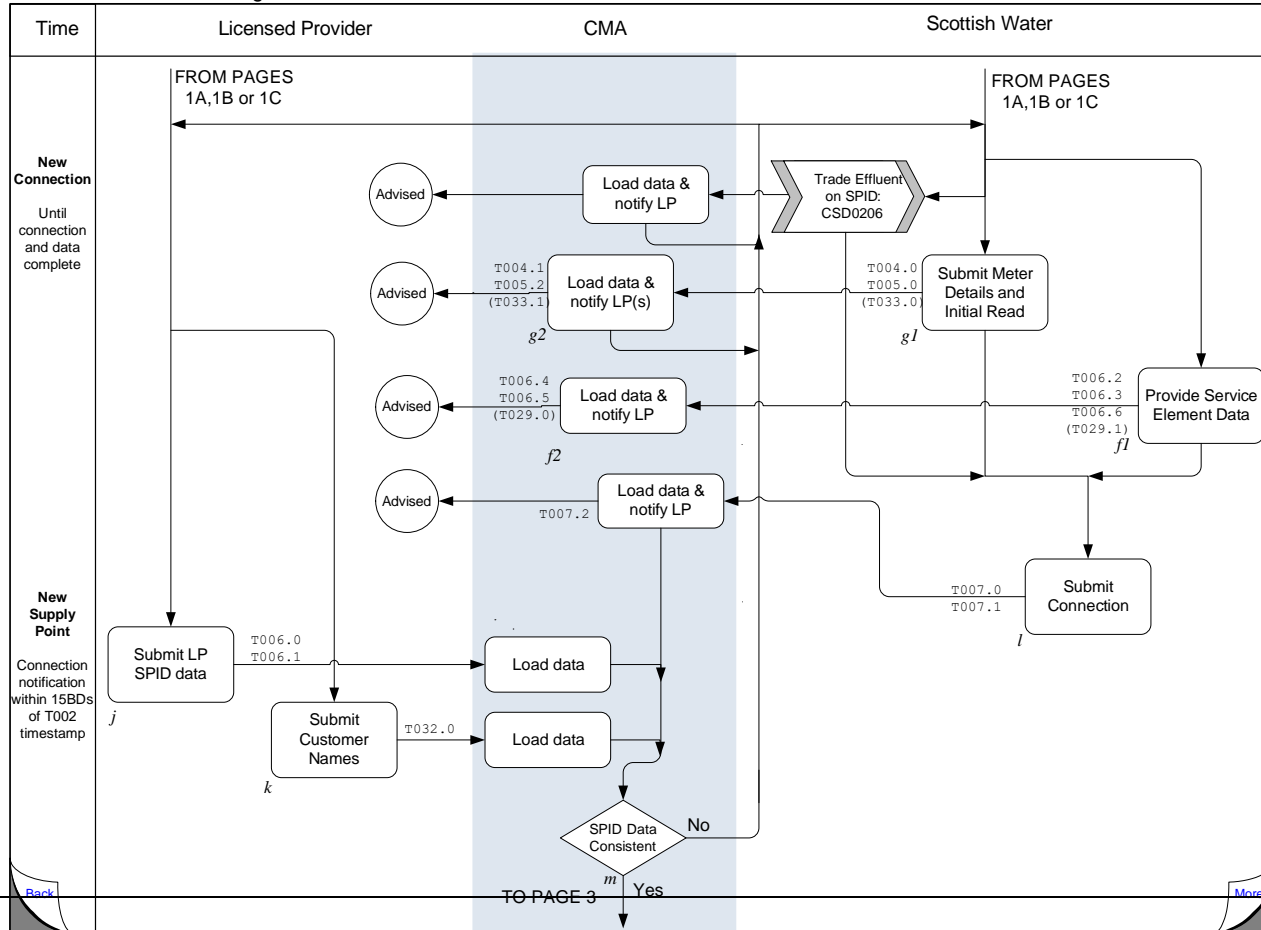 Time
Licensed Provider
CMA
Scottish Water
FROM PAGES
1A,1B or 1C
FROM PAGES
1A,1B or 1C
New
Connection
Until
connection
and data
complete
Advised
Load data &
notify LP
Trade Effluent
on SPID:
CSD0206
Advised
T004.1
T005.2
(T033.1)
Load data &
notify LP(s)
g2
T004.0
T005.0
(T033.0)
Submit Meter
Details and
Initial Read
g1
Advised
T006.4
T006.5
(T029.0)
Load data &
notify LP
f2
T006.2
T006.3
T006.6
(T029.1)
Provide Service
Element Data
f1
Advised
T007.2
Load data &
notify LP
T007.0
T007.1
Submit
Connection
l
New
Supply
Point
Connection
notification
within 15BDs
of T002
timestamp
Submit LP
SPID data
j
T006.0
T006.1
Load data
Submit
Customer
Names
k
T032.0
Load data
SPID Data
Consistent
No
m
Yes
TO PAGE 3
Back
More